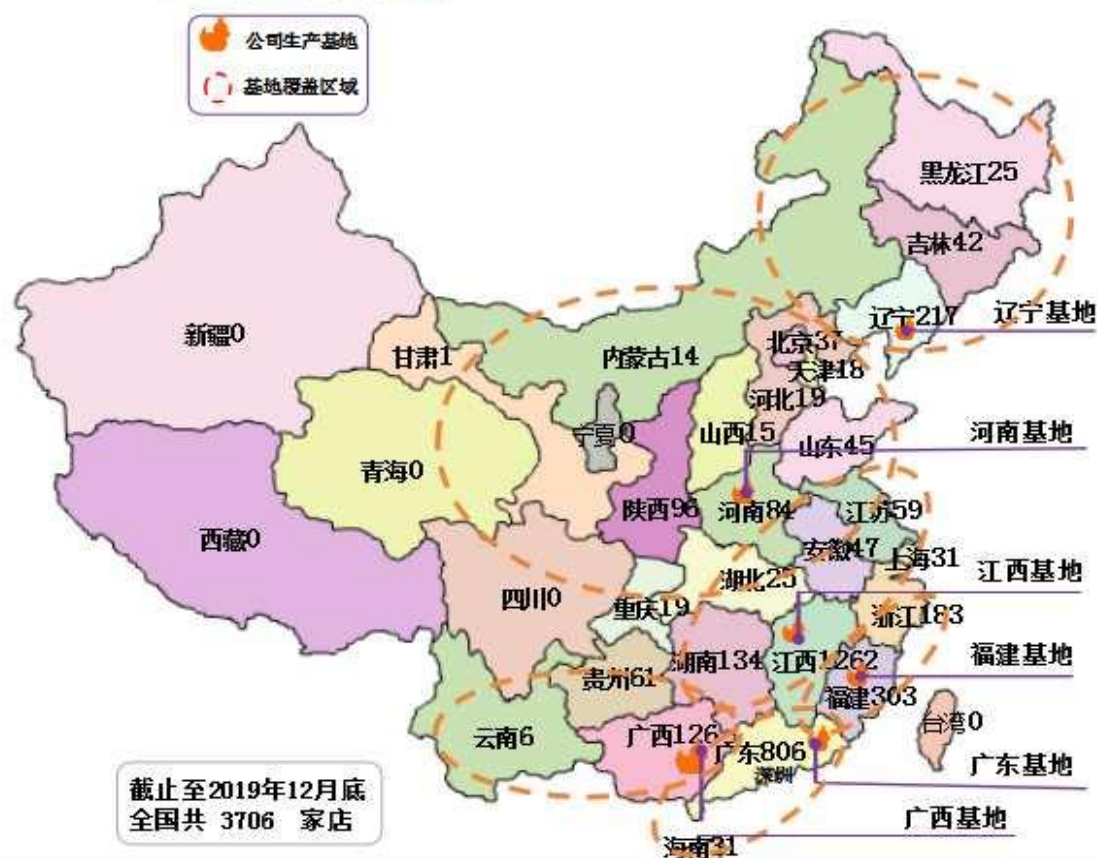 公司生产基地
基地覆盖区域
黑龙江25
吉林42
辽宁217
辽宁基地
新疆0
甘肃1
内蒙古14
北京37
天津18
河北19
宁夏0
山西15
山东45
河南基地
青海0
陕西96
河南84
江苏59
西藏0
安徽47
上海31
江西基地
四川0
重庆19
湖北25
浙江183
湖南134
江西1262
福建基地
贵州61
福建303
台湾0
云南6
广西126
广东806
深圳
广东基地
截止至2019年12月底
全国共 3706 家店
广西基地
海南31